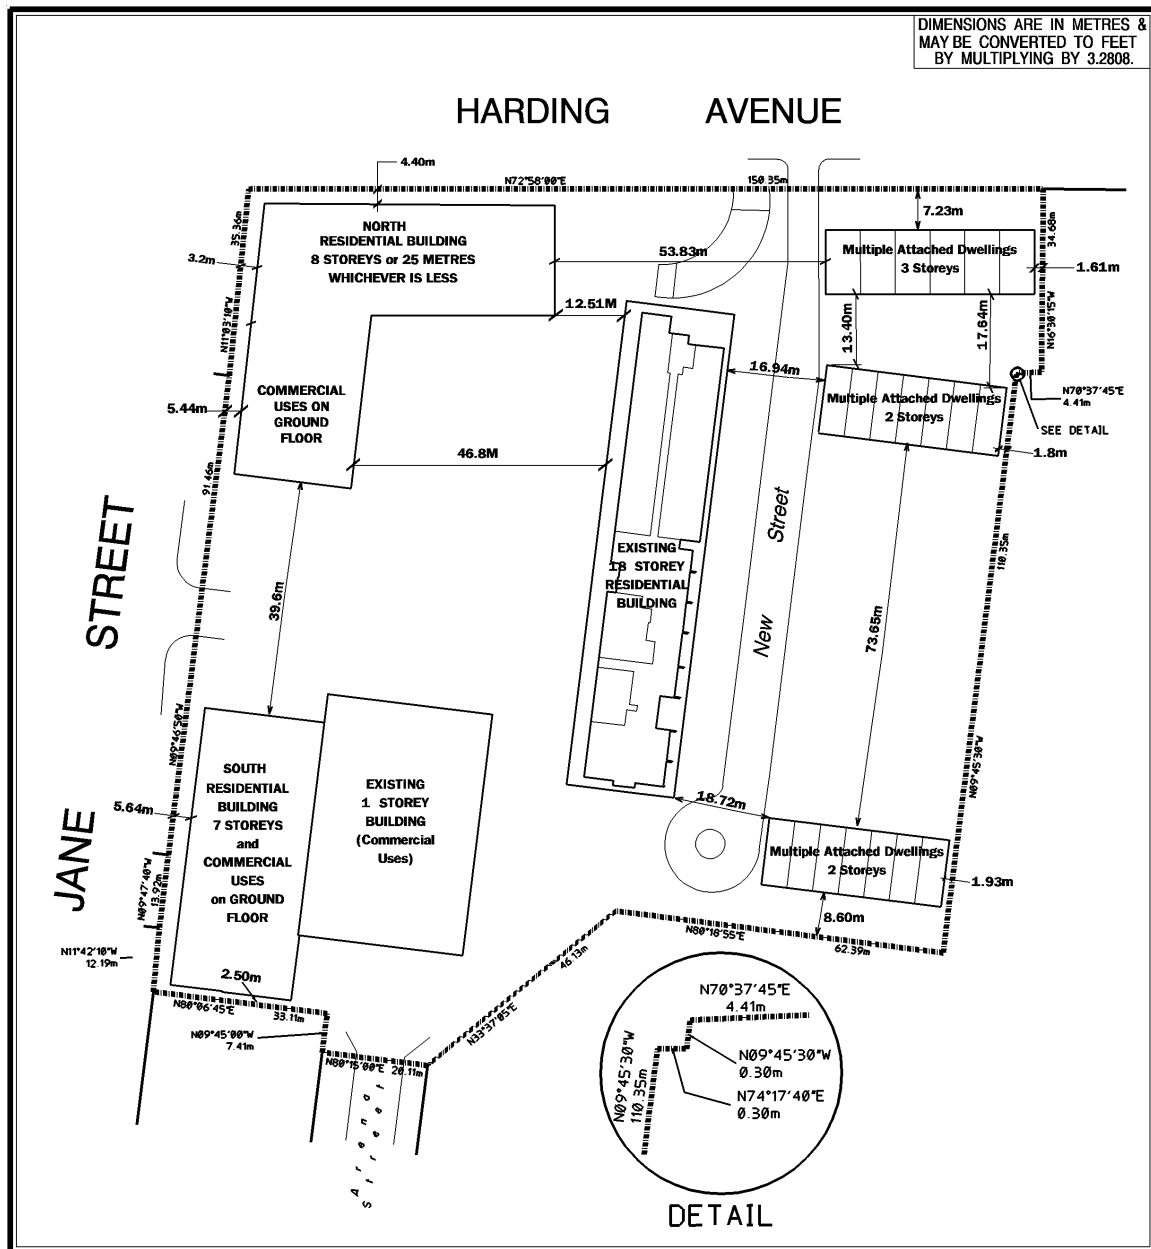 DIMENSIONS ARE IN METRES &
MAY BE CONVERTED TO FEET
BY MULTIPLYING BY 3.2808.
HARDING AVENUE
4.40m
N72°58'00"E
150.35m
35.36m
3.2m
N11°03'10"W
NORTH
RESIDENTIAL BUILDING
8 STOREYS or 25 METRES
WHICHEVER IS LESS
COMMERCIAL
USES ON
GROUND
FLOOR
53.83m
12.51M
7.23m
Multiple Attached Dwellings
3 Storeys
34.68m
1.61m
N16°30'15"W
13.40m
17.64m
16.94m
N70°37'45"E
4.41m
SEE DETAIL
Multiple Attached Dwellings
2 Storeys
1.8m
5.44m
46.8M
91.46m
STREET
39.6m
EXISTING
18 STOREY
RESIDENTIAL
BUILDING
New Street
110.35m
73.65m
N09°46'50"W
N09°45'30"W
SOUTH
RESIDENTIAL
BUILDING
7 STOREYS
and
COMMERCIAL
USES
on GROUND
FLOOR
EXISTING
1 STOREY
BUILDING
(Commercial
Uses)
5.64m
JANE
18.72m
Multiple Attached Dwellings
2 Storeys
1.93m
8.60m
N09°47'40"W
13.92m
N11°42'10"W
12.19m
2.50m
N80°06'45"E
33.11m
N09°45'00"W
7.41m
N80°15'00"E
20.11m
N33°37'05"E
46.13m
N80°18'55"E
62.39m
Arena
Street
N70°37'45"E
4.41m
N09°45'30"W
0.30m
N74°17'40"E
0.30m
N09°45'30"W
110.35m
DETAIL